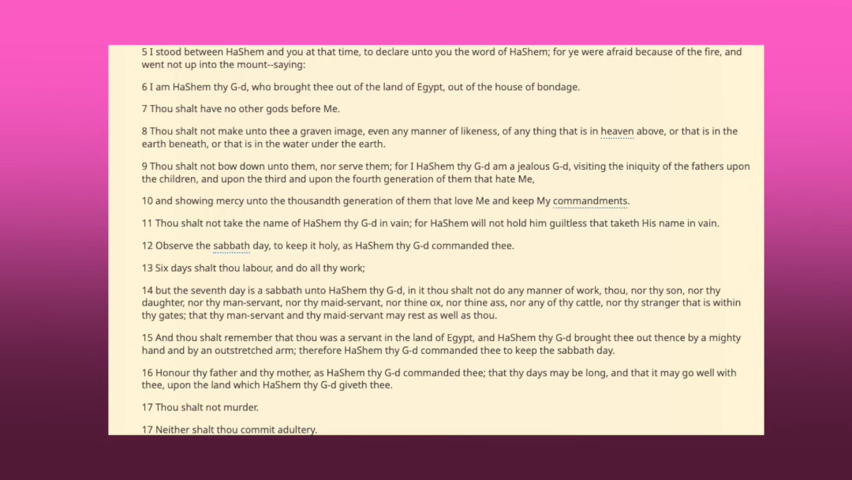 5 I stood between HaShem and you at that time, to declare unto you the word of HaShem; for ye were afraid because of the fire, and
went not up into the mount--saying:
6 I am HaShem thy G-d, who brought thee out of the land of Egypt, out of the house of bondage.
7 Thou shalt have no other gods before Me.
8 Thou shalt not make unto thee a graven image, even any manner of likeness, of any thing that is in heaven above, or that is in the
earth beneath, or that is in the water under the earth.
9 Thou shalt not bow down unto them, nor serve them; for I HaShem thy G-d am a jealous G-d, visiting the iniquity of the fathers upon
the children, and upon the third and upon the fourth generation of them that hate Me,
10 and showing mercy unto the thousandth generation of them that love Me and keep My commandments.
11 Thou shalt not take the name of HaShem thy G-d in vain; for HaShem will not hold him guiltless that taketh His name in vain.
12 Observe the sabbath day, to keep it holy, as HaShem thy G-d commanded thee.
13 Six days shalt thou labour, and do all thy work;
14 but the seventh day is a sabbath unto HaShem thy G-d, in it thou shalt not do any manner of work, thou, nor thy son, nor thy
daughter, nor thy man-servant, nor thy maid-servant, nor thine ox, nor thine ass, nor any of thy cattle, nor thy stranger that is within
thy gates; that thy man-servant and thy maid-servant may rest as well as thou.
15 And thou shalt remember that thou was a servant in the land of Egypt, and HaShem thy G-d brought thee out thence by a mighty
hand and by an outstretched arm; therefore HaShem thy G-d commanded thee to keep the sabbath day.
16 Honour thy father and thy mother, as HaShem thy G-d commanded thee; that thy days may be long, and that it may go well with
thee, upon the land which HaShem thy G-d giveth thee.
17 Thou shalt not murder.
17 Neither shalt thou commit adultery.